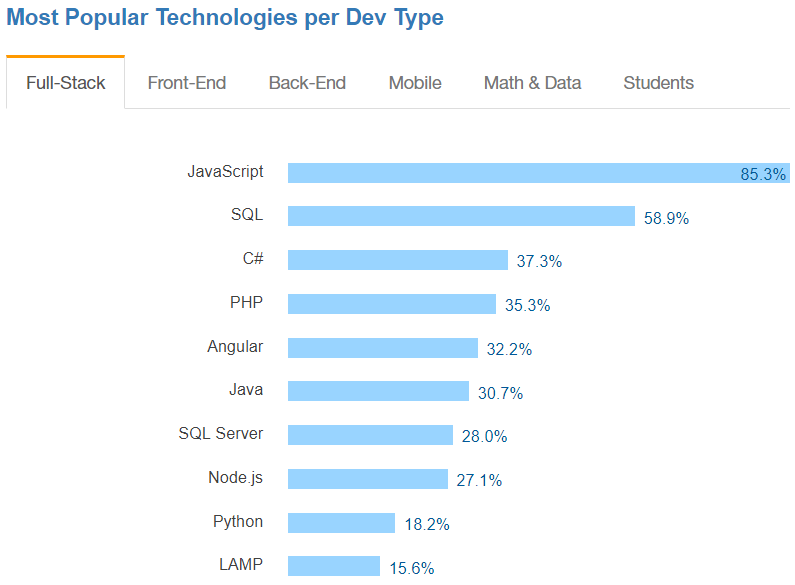 Most Popular Technologies per Dev Type
Full-Stack Front-End Back-End Mobile Math & Data Students
JavaScript 85.3%
SQL 58.9%
C# 37.3%
PHP 35.3%
Angular 32.2%
Java 30.7%
SQL Server 28.0%
Node.js 27.1%
Python 18.2%
LAMP 15.6%